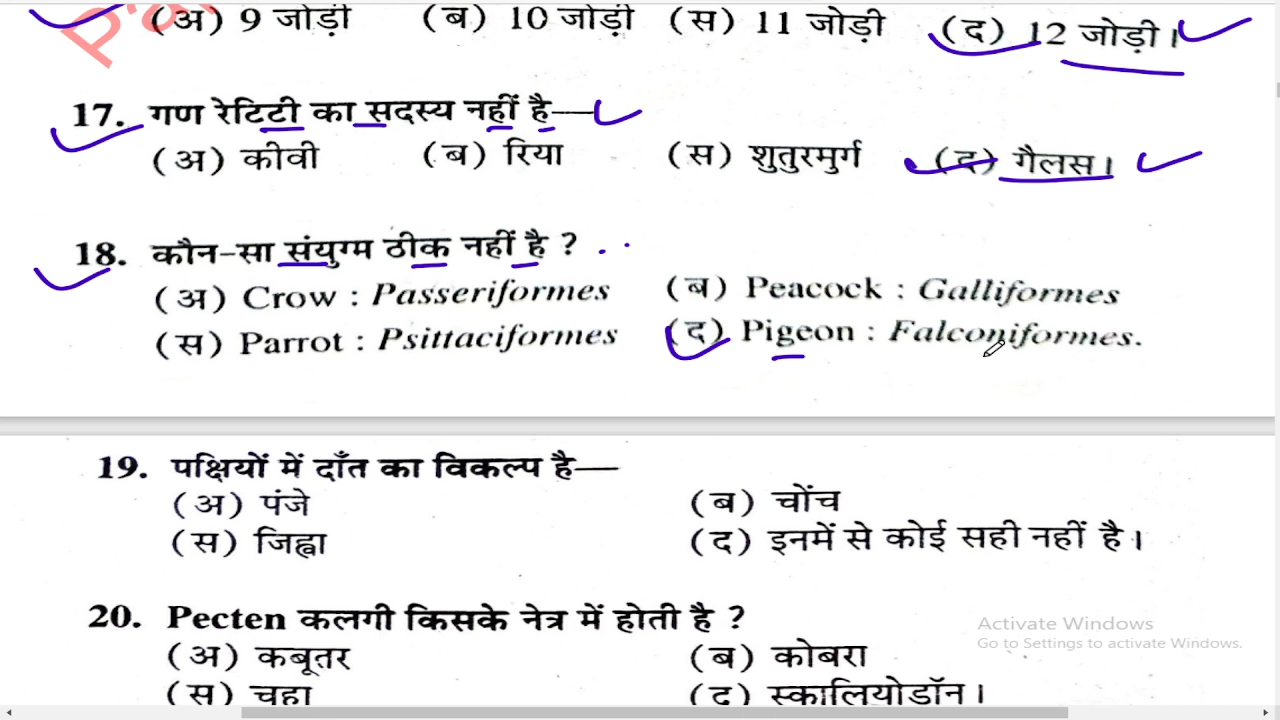 (अ) 9 जोड़ी (ब) 10 जोड़ी (स) 11 जोड़ी (द) 12 जोड़ी।
17. गण रेटिटी का सदस्य नहीं है—
(अ) कीवी (ब) रिया (स) शुतुरमुर्ग (द) गैलस।
18. कौन-सा संयुग्म ठीक नहीं है ?
(अ) Crow : Passeriformes (ब) Peacock : Galliformes
(स) Parrot : Psittaciformes (द) Pigeon : Falconiformes.
19. पक्षियों में दाँत का विकल्प है—
(अ) पंजे (ब) चोंच
(स) जिह्वा (द) इनमें से कोई सही नहीं है।
20. Pecten कलगी किसके नेत्र में होती है ?
(अ) कबूतर (ब) कोबरा
(स) चूहा (द) स्कालियोडॉन।
Activate Windows
Go to Settings to activate Windows.